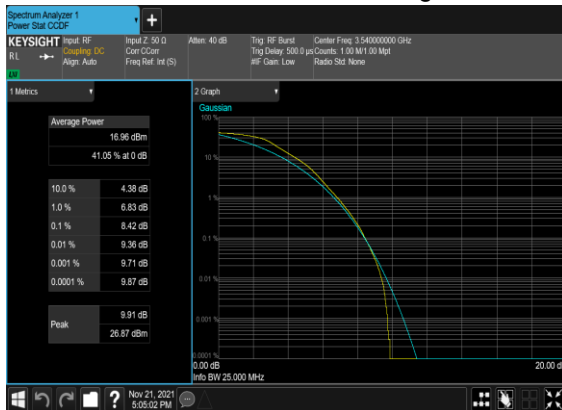 Spectrum Analyzer 1
Power Stat CCDF
+
KEYSIGHT
RL
Input: RF
Coupling: DC
Align: Auto
Input Z: 50 Ω
Corr CCorr
Freq Ref: Int (S)
Atten: 40 dB
Trig: RF Burst
Trig Delay: 500.0 µs
#IF Gain: Low
Center Freq: 3.540000000 GHz
Counts: 1.00 M/1.00 Mpt
Radio Std: None
1 Metrics
Average Power
16.96 dBm
41.05 % at 0 dB
10.0 % 4.38 dB
1.0 % 6.83 dB
0.1 % 8.42 dB
0.01 % 9.36 dB
0.001 % 9.71 dB
0.0001 % 9.87 dB
Peak
9.91 dB
26.87 dBm
2 Graph
Gaussian
100 %
10 %
1 %
0.1 %
0.01 %
0.001 %
0.0001 %
0.00 dB 20.00 d
Info BW 25.000 MHz
?
Nov 21, 2021
5:05:02 PM